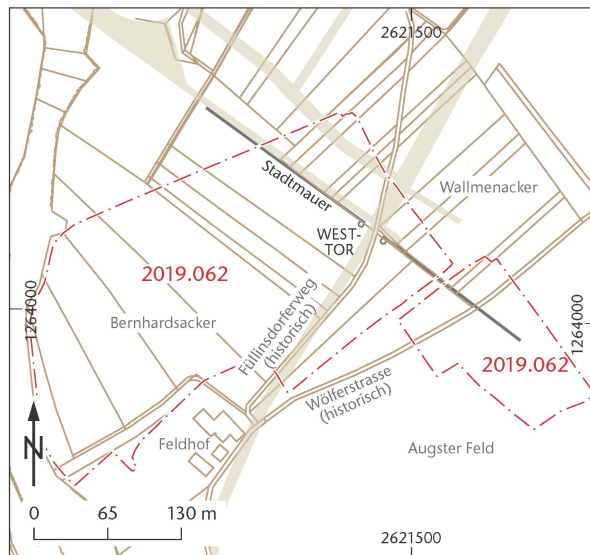 2621500
Stadtmauer
Wallmenacker
WEST-
TOR
2019.062
1264000
1264000
Bernhardsacker
Füllinsdorferweg
(historisch)
2019.062
Wölferstrasse
(historisch)
Feldhof
Augster Feld
N
0 65 130 m
2621500